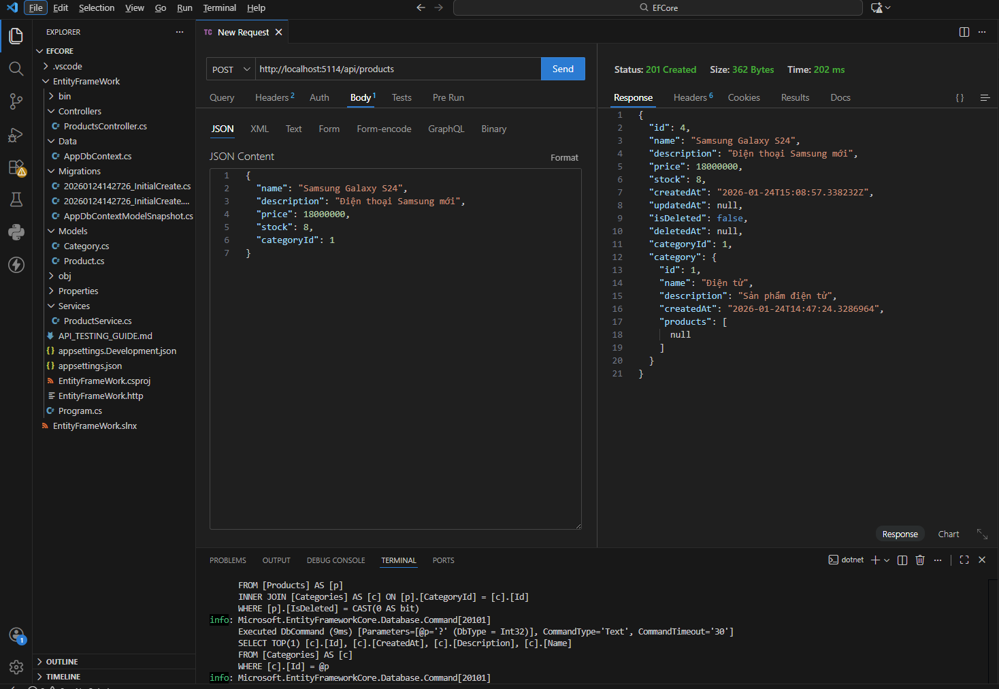 File Edit Selection View Go Run Terminal Help
EFCore
EXPLORER
EFCORE
.vscode
EntityFrameWork
bin
Controllers
C# ProductsController.cs
Data
C# AppDbContext.cs
Migrations
C# 20260124142726_InitialCreate.cs
C# 20260124142726_InitialCreate....
C# AppDbContextModelSnapshot.cs
Models
C# Category.cs
C# Product.cs
obj
Properties
Services
C# ProductService.cs
API_TESTING_GUIDE.md
{} appsettings.Development.json
{} appsettings.json
EntityFrameWork.csproj
EntityFrameWork.http
C# Program.cs
EntityFrameWork.slnx
OUTLINE
TIMELINE
1
TC New Request
POST http://localhost:5114/api/products Send
Query Headers 2 Auth Body 1 Tests Pre Run
JSON XML Text Form Form-encode GraphQL Binary
JSON Content Format
1 {
2 "name": "Samsung Galaxy S24",
3 "description": "Điện thoại Samsung mới",
4 "price": 18000000,
5 "stock": 8,
6 "categoryId": 1
7 }
Status: 201 Created Size: 362 Bytes Time: 202 ms
Response Headers 6 Cookies Results Docs {}
1 {
2 "id": 4,
3 "name": "Samsung Galaxy S24",
4 "description": "Điện thoại Samsung mới",
5 "price": 18000000,
6 "stock": 8,
7 "createdAt": "2026-01-24T15:08:57.338232Z",
8 "updatedAt": null,
9 "isDeleted": false,
10 "deletedAt": null,
11 "categoryId": 1,
12 "category": {
13 "id": 1,
14 "name": "Điện tử",
15 "description": "Sản phẩm điện tử",
16 "createdAt": "2026-01-24T14:47:24.3286964",
17 "products": [
18 null
19 ]
20 }
21 }
Response Chart
PROBLEMS OUTPUT DEBUG CONSOLE TERMINAL PORTS
dotnet
FROM [Products] AS [p]
INNER JOIN [Categories] AS [c] ON [p].[CategoryId] = [c].[Id]
WHERE [p].[IsDeleted] = CAST(0 AS bit)
info: Microsoft.EntityFrameworkCore.Database.Command[20101]
Executed DbCommand (9ms) [Parameters=[@p='?' (DbType = Int32)], CommandType='Text', CommandTimeout='30']
SELECT TOP(1) [c].[Id], [c].[CreatedAt], [c].[Description], [c].[Name]
FROM [Categories] AS [c]
WHERE [c].[Id] = @p
info: Microsoft.EntityFrameworkCore.Database.Command[20101]